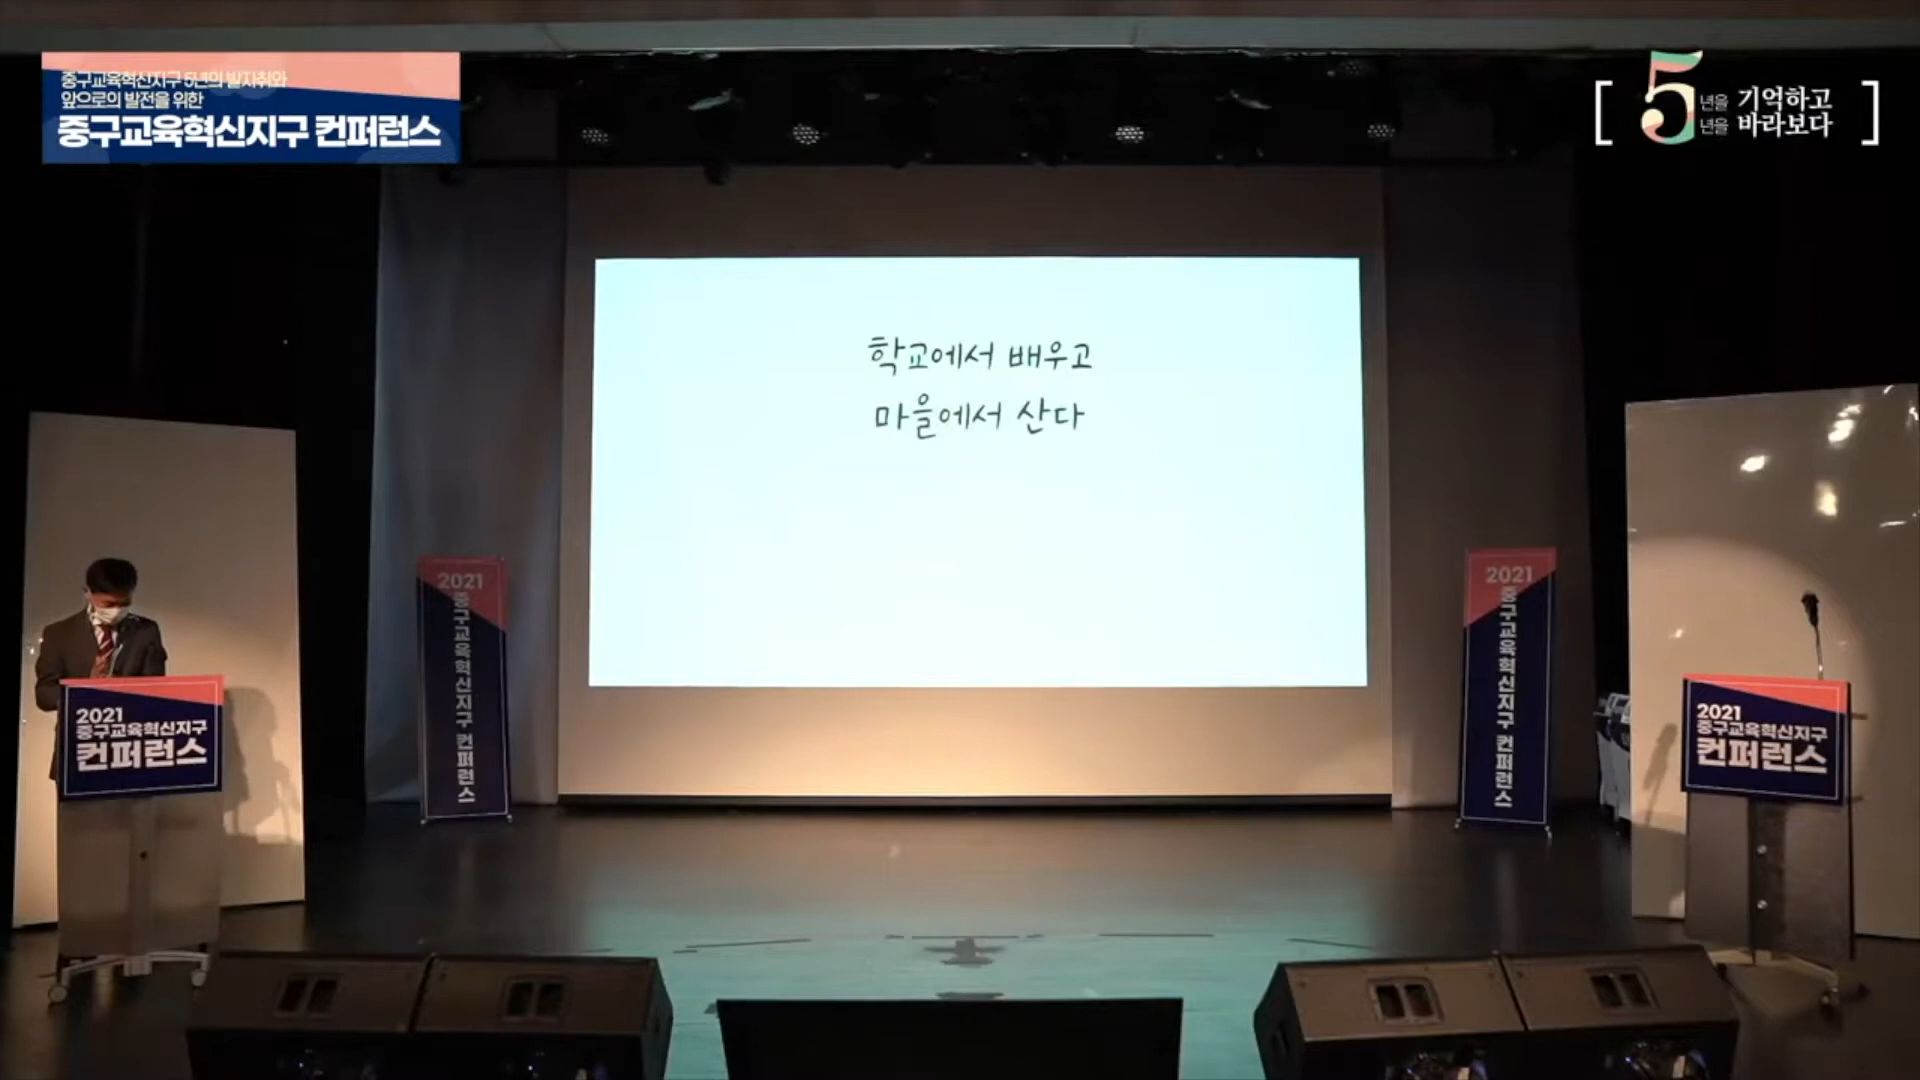 중구교육혁신지구 5년의 발자취와
앞으로의 발전을 위한
중구교육혁신지구 컨퍼런스
[ 5 년을 기억하고
년을 바라보다 ]
학교에서 배우고
마을에서 산다
2021
중구교육혁신지구
컨퍼런스
2021
중구교육혁신지구 컨퍼런스
2021
중구교육혁신지구 컨퍼런스
2021
중구교육혁신지구
컨퍼런스